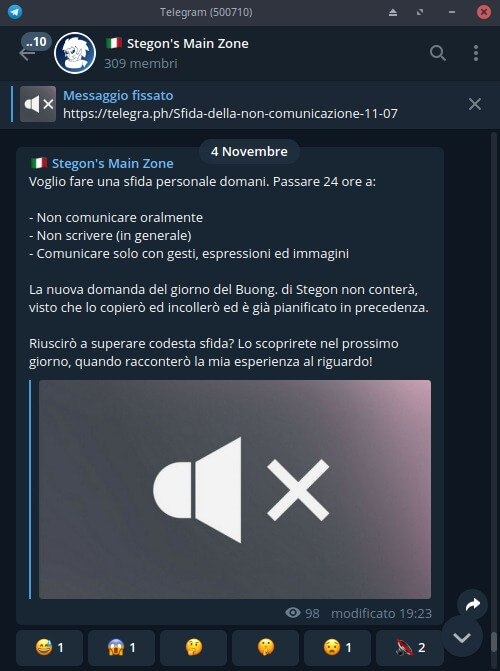 Telegram (500710)
..10
🇮🇹 Stegon's Main Zone
309 membri
Messaggio fissato
https://telegra.ph/Sfida-della-non-comunicazione-11-07
4 Novembre
🇮🇹 Stegon's Main Zone
Voglio fare una sfida personale domani. Passare 24 ore a:
- Non comunicare oralmente
- Non scrivere (in generale)
- Comunicare solo con gesti, espressioni ed immagini
La nuova domanda del giorno del Buong. di Stegon non conterà,
visto che lo copierò ed incollerò ed è già pianificato in precedenza.
Riuscirò a superare codesta sfida? Lo scoprirete nel prossimo
giorno, quando racconterò la mia esperienza al riguardo!
98 modificato 19:23
😅 1 😱 1 🤔 🤫 😧 1 2